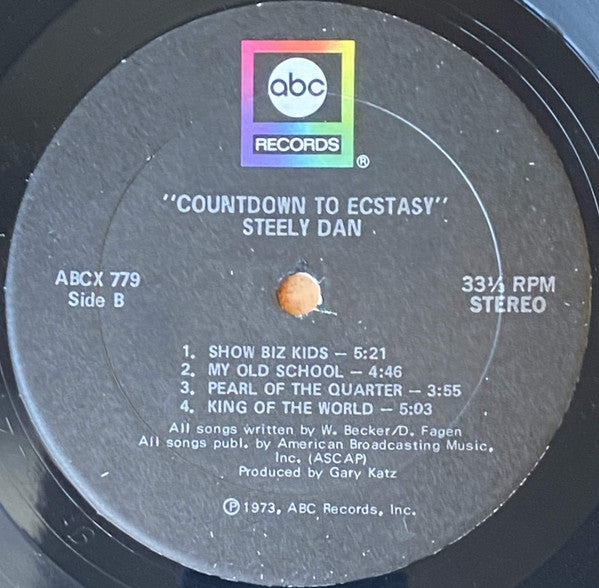 abc
RECORDS
®
"COUNTDOWN TO ECSTASY"
STEELY DAN
ABCX 779
Side B
33⅓ RPM
STEREO
1. SHOW BIZ KIDS — 5:21
2. MY OLD SCHOOL — 4:46
3. PEARL OF THE QUARTER — 3:55
4. KING OF THE WORLD — 5:03
All songs written by W. Becker/D. Fagen
All songs publ. by American Broadcasting Music,
Inc. (ASCAP)
Produced by Gary Katz
Ⓟ1973, ABC Records, Inc.